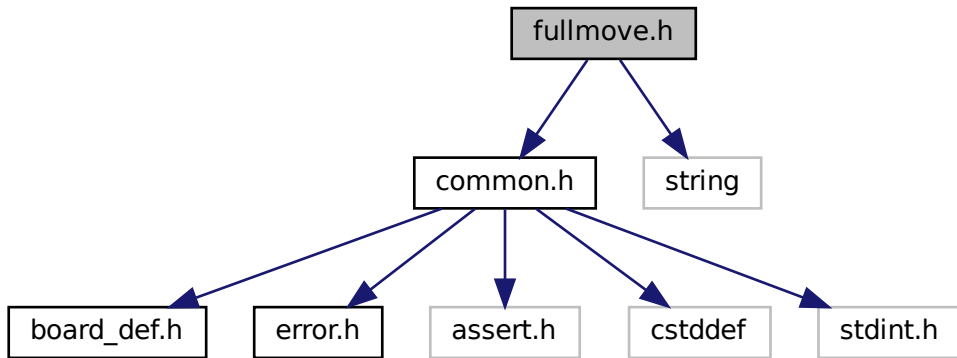 fullmove.h
common.h
string
board_def.h
error.h
assert.h
cstddef
stdint.h